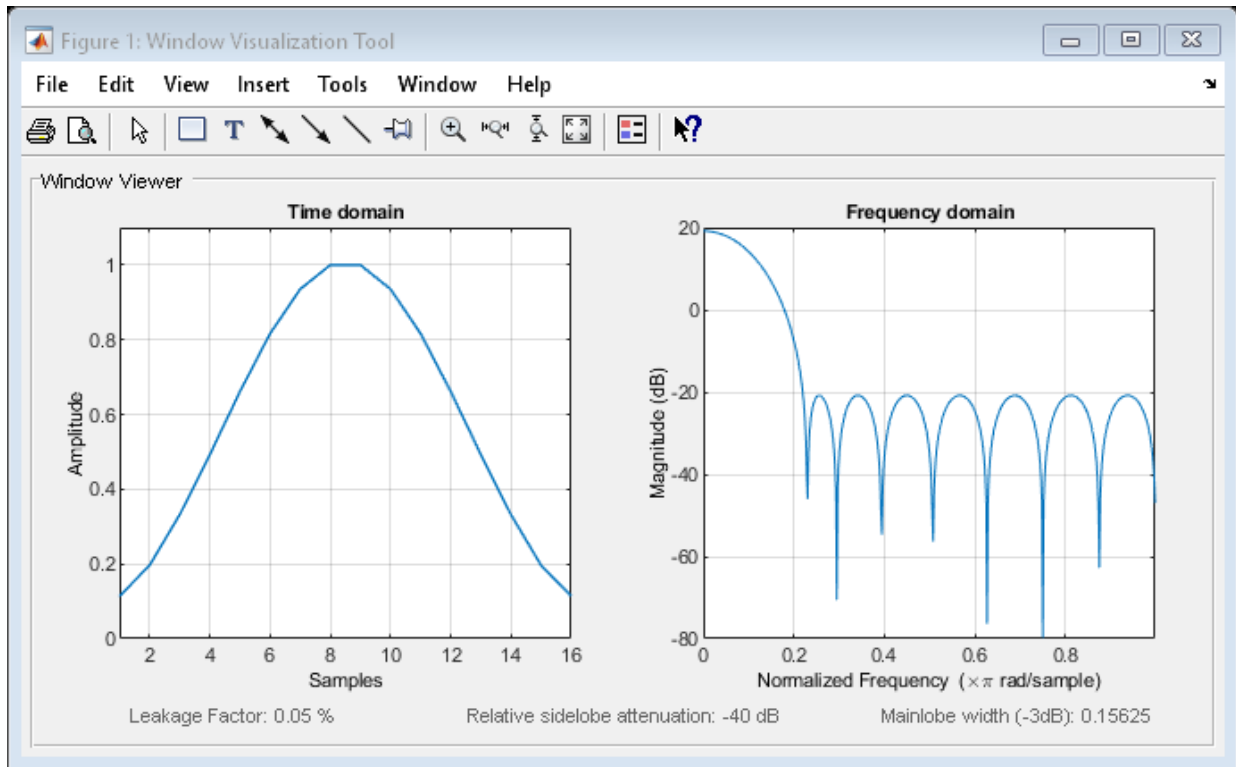 Figure 1: Window Visualization Tool
File Edit View Insert Tools Window Help
T
?
Window Viewer
Time domain
Amplitude
1
0.8
0.6
0.4
0.2
0
2 4 6 8 10 12 14 16
Samples
Frequency domain
Magnitude (dB)
20
0
-20
-40
-60
-80
0 0.2 0.4 0.6 0.8
Normalized Frequency (×π rad/sample)
Leakage Factor: 0.05 % Relative sidelobe attenuation: -40 dB Mainlobe width (-3dB): 0.15625